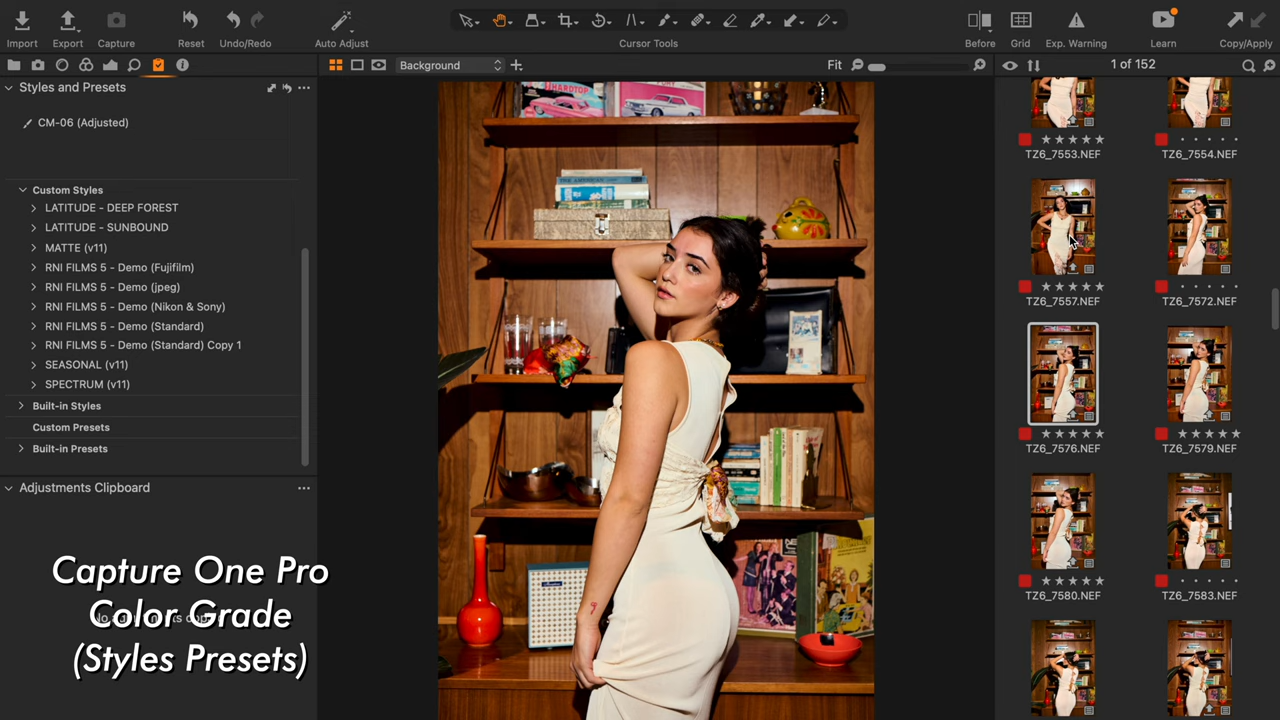 Import
Export
Capture
Reset
Undo/Redo
Auto Adjust
Cursor Tools
Before
Grid
Exp. Warning
Learn
Copy/Apply
Background
Fit
1 of 152
Styles and Presets
CM-06 (Adjusted)
Custom Styles
LATITUDE - DEEP FOREST
LATITUDE - SUNBOUND
MATTE (v11)
RNI FILMS 5 - Demo (Fujifilm)
RNI FILMS 5 - Demo (jpeg)
RNI FILMS 5 - Demo (Nikon & Sony)
RNI FILMS 5 - Demo (Standard)
RNI FILMS 5 - Demo (Standard) Copy 1
SEASONAL (v11)
SPECTRUM (v11)
Built-in Styles
Custom Presets
Built-in Presets
Adjustments Clipboard
Capture One Pro
Color Grade
(Styles Presets)
HARDTOP
TZ6_7553.NEF
TZ6_7554.NEF
TZ6_7557.NEF
TZ6_7572.NEF
TZ6_7576.NEF
TZ6_7579.NEF
TZ6_7580.NEF
TZ6_7583.NEF